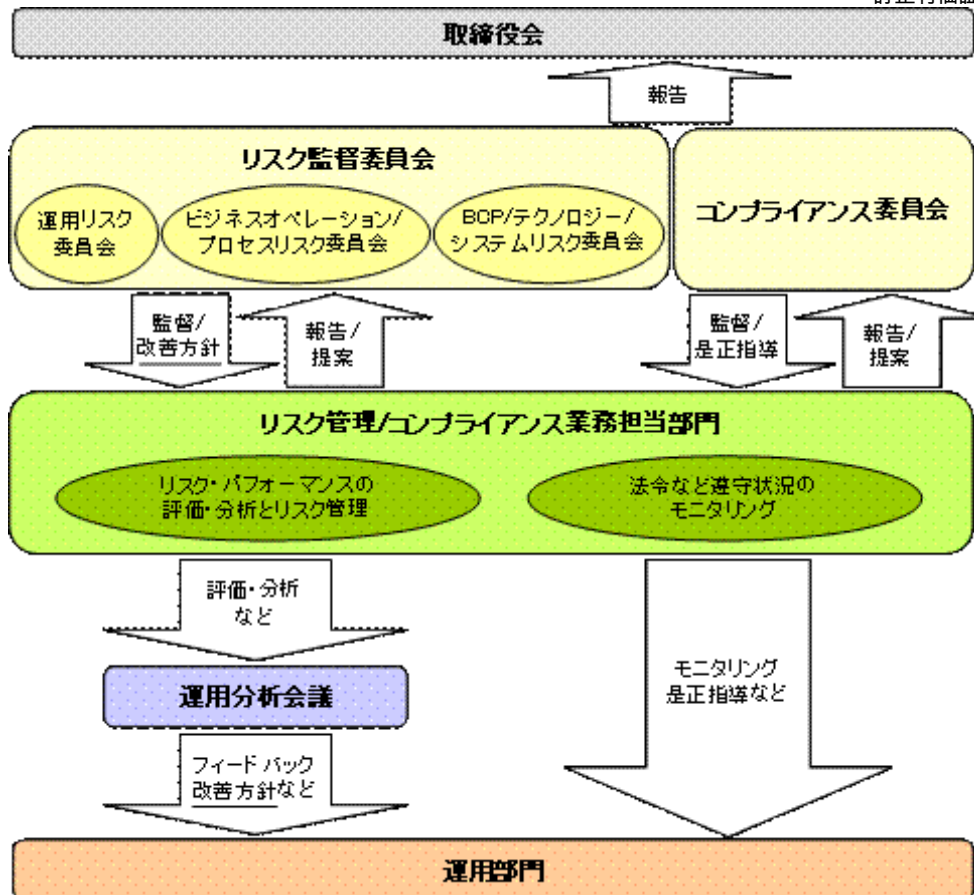 取締役会
報告
リスク監督委員会
運用リスク
委員会
ビジネスオペレーション/
プロセスリスク委員会
BCP/テクノロジー/
システムリスク委員会
コンプライアンス委員会
監督/
改善方針
報告/
提案
監督/
是正指導
報告/
提案
リスク管理/コンプライアンス業務担当部門
リスク・パフォーマンスの
評価・分析とリスク管理
法令など遵守状況の
モニタリング
評価・分析
など
モニタリング
是正指導など
運用分析会議
フィードバック
改善方針など
運用部門